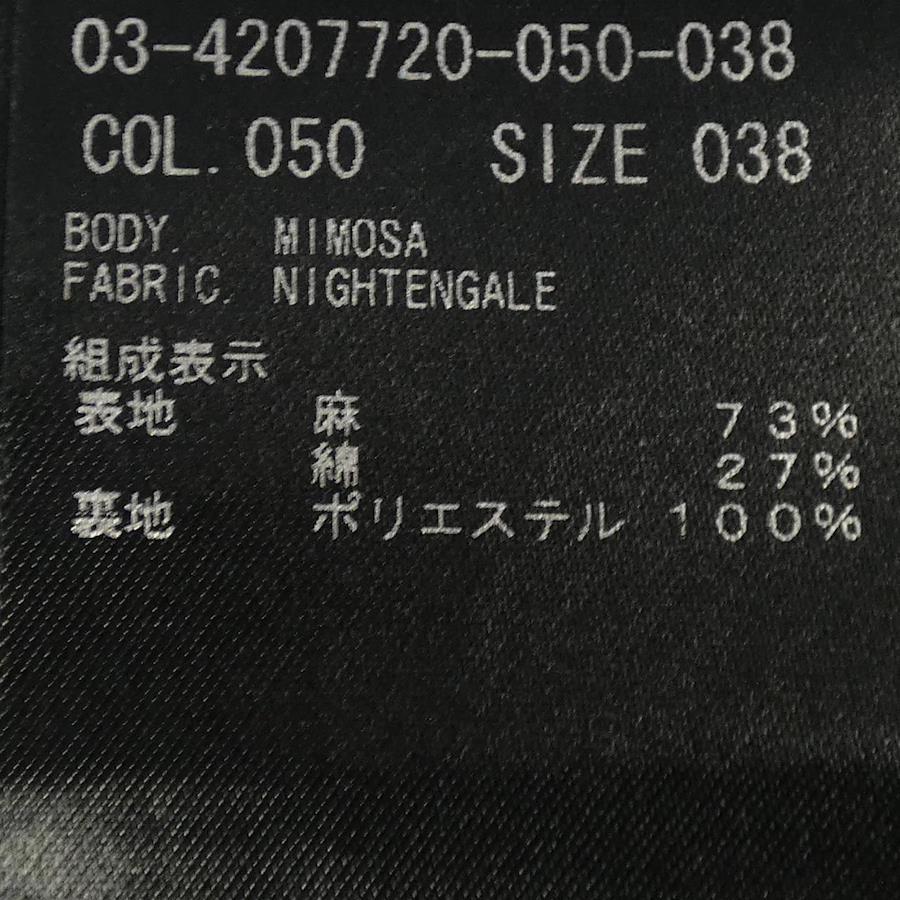 03-4207720-050-038
COL. 050 SIZE 038
BODY. MIMOSA
FABRIC. NIGHTENGALE
組成表示
表地 麻 73%
綿 27%
裏地 ポリエステル 100%